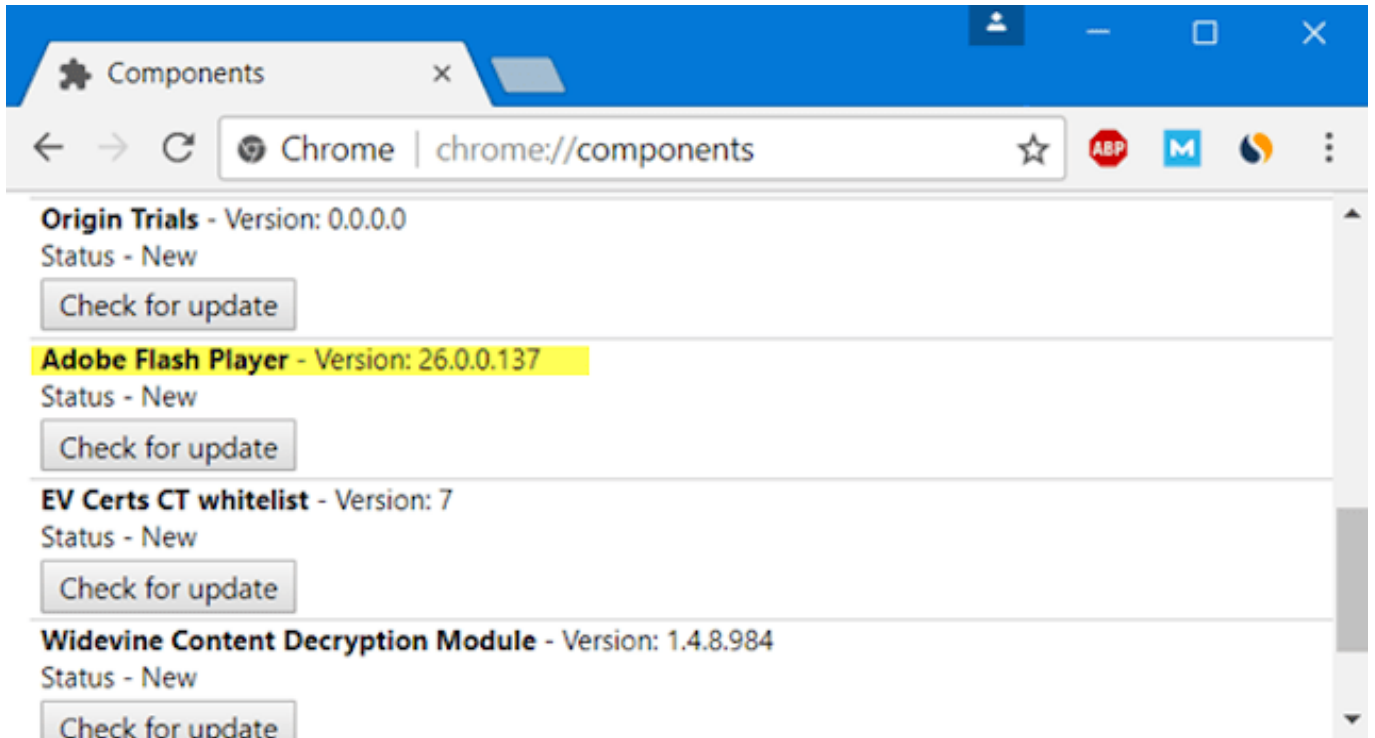 Components
Chrome | chrome://components
ABP
M
Origin Trials - Version: 0.0.0.0
Status - New
Check for update
Adobe Flash Player - Version: 26.0.0.137
Status - New
Check for update
EV Certs CT whitelist - Version: 7
Status - New
Check for update
Widevine Content Decryption Module - Version: 1.4.8.984
Status - New
Check for update